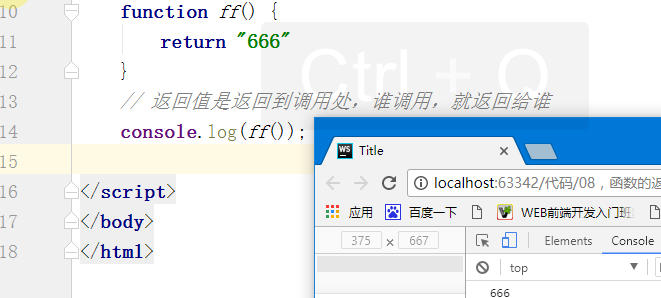 10 function ff() {
11 return "666"
12 }
13 // 返回值是返回到调用处，谁调用，就返回给谁
14 console.log(ff());
15
16 </script>
17 </body>
18 </html>
Ctrl + Q
WS Title ×
localhost:63342/代码/08，函数的返
应用 百度一下 WEB前端开发入门班
375 × 667 Elements Console
top
666